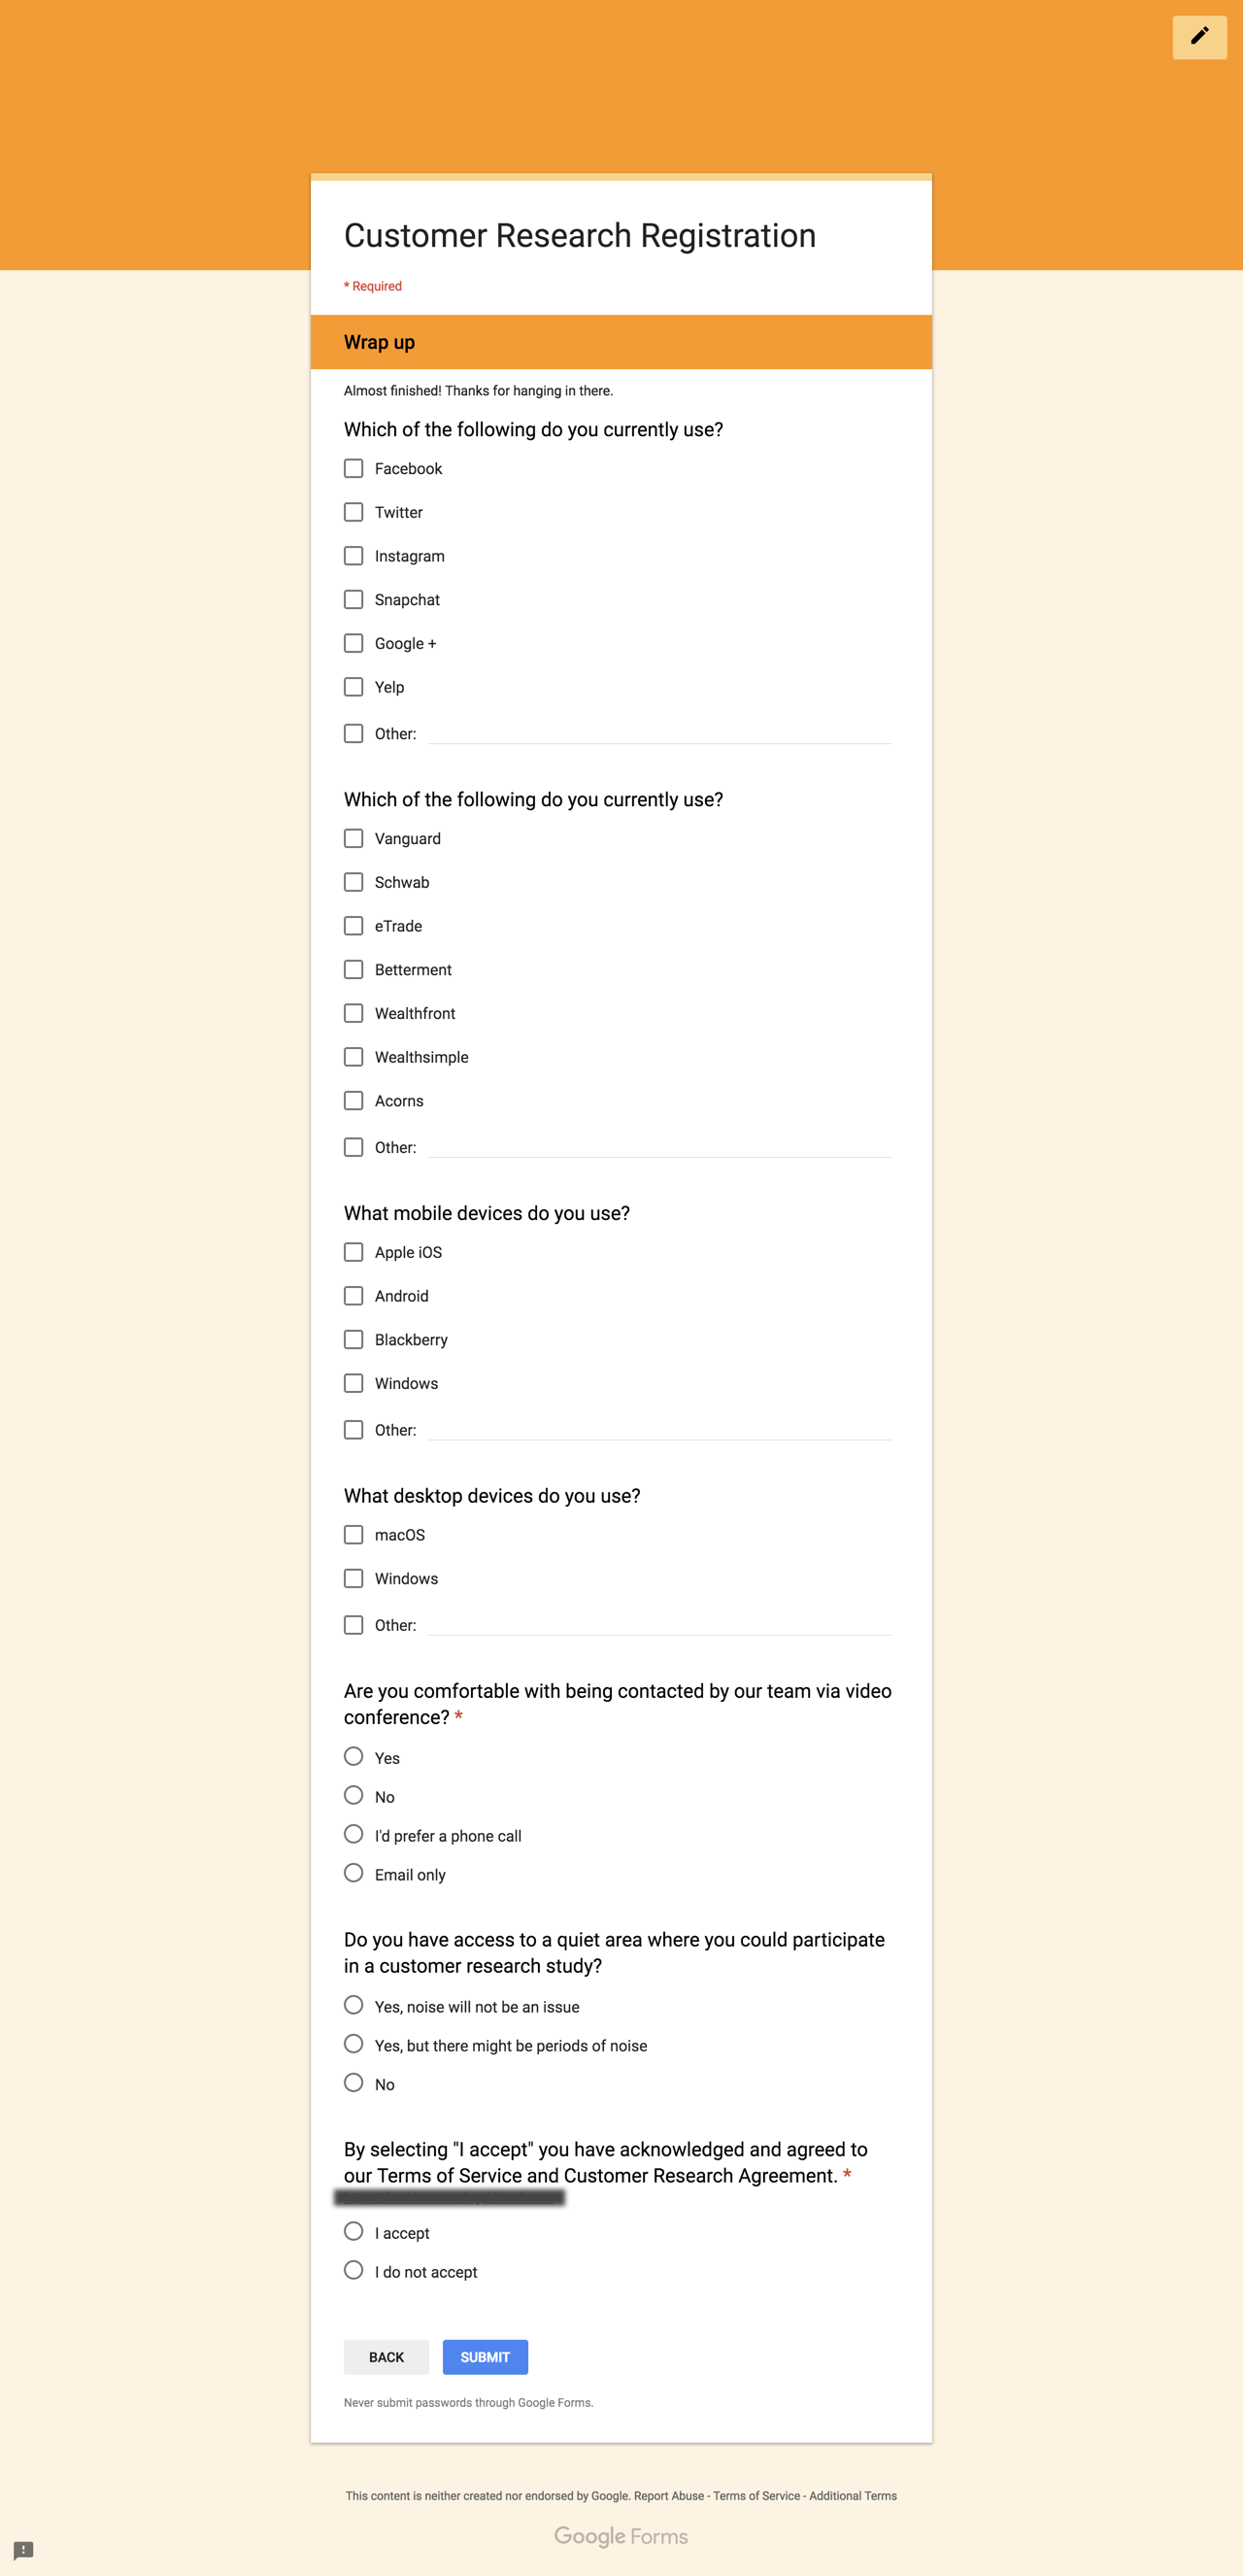 Customer Research Registration
* Required
Wrap up
Almost finished! Thanks for hanging in there.
Which of the following do you currently use?
Facebook
Twitter
Instagram
Snapchat
Google +
Yelp
Other:
Which of the following do you currently use?
Vanguard
Schwab
eTrade
Betterment
Wealthfront
Wealthsimple
Acorns
Other:
What mobile devices do you use?
Apple iOS
Android
Blackberry
Windows
Other:
What desktop devices do you use?
macOS
Windows
Other:
Are you comfortable with being contacted by our team via video
conference? *
Yes
No
I'd prefer a phone call
Email only
Do you have access to a quiet area where you could participate
in a customer research study?
Yes, noise will not be an issue
Yes, but there might be periods of noise
No
By selecting "I accept" you have acknowledged and agreed to
our Terms of Service and Customer Research Agreement. *
I accept
I do not accept
BACK SUBMIT
Never submit passwords through Google Forms.
This content is neither created nor endorsed by Google. Report Abuse - Terms of Service - Additional Terms
Google Forms